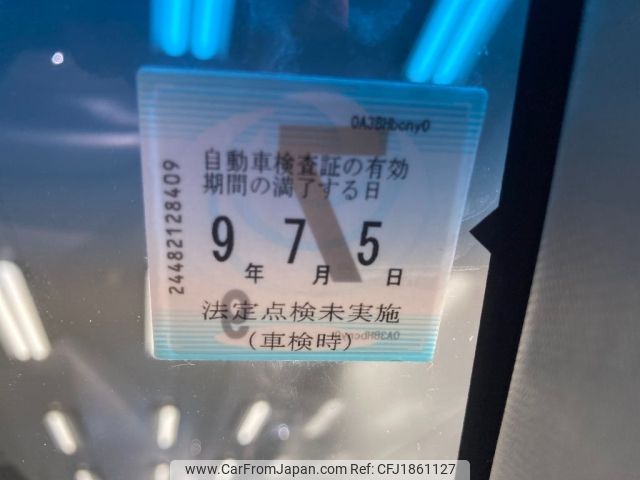 0A3BHbcny0
24482128409
自動車検査証の有効
期間の満了する日
9年 7月 5日
法定点検未実施
(車検時)
www.CarFromJapan.com - Ref No: CFJ1861127